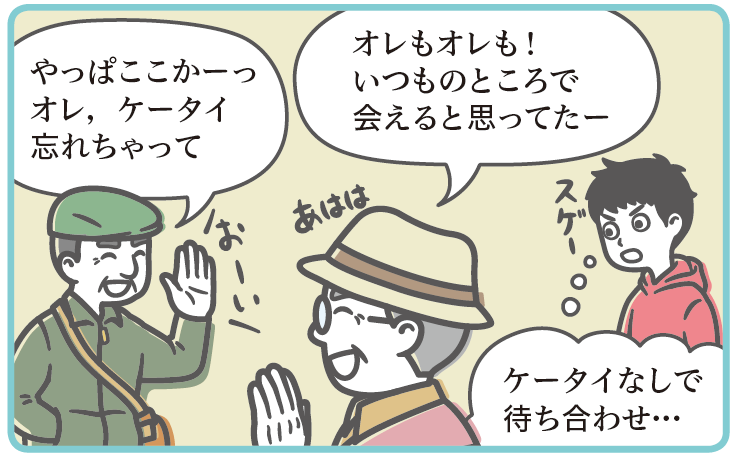 やっぱここかーっ
オレ，ケータイ
忘れちゃって
おーい
オレもオレも！
いつものところで
会えると思ってたー
あはは
スゲー
ケータイなしで
待ち合わせ…